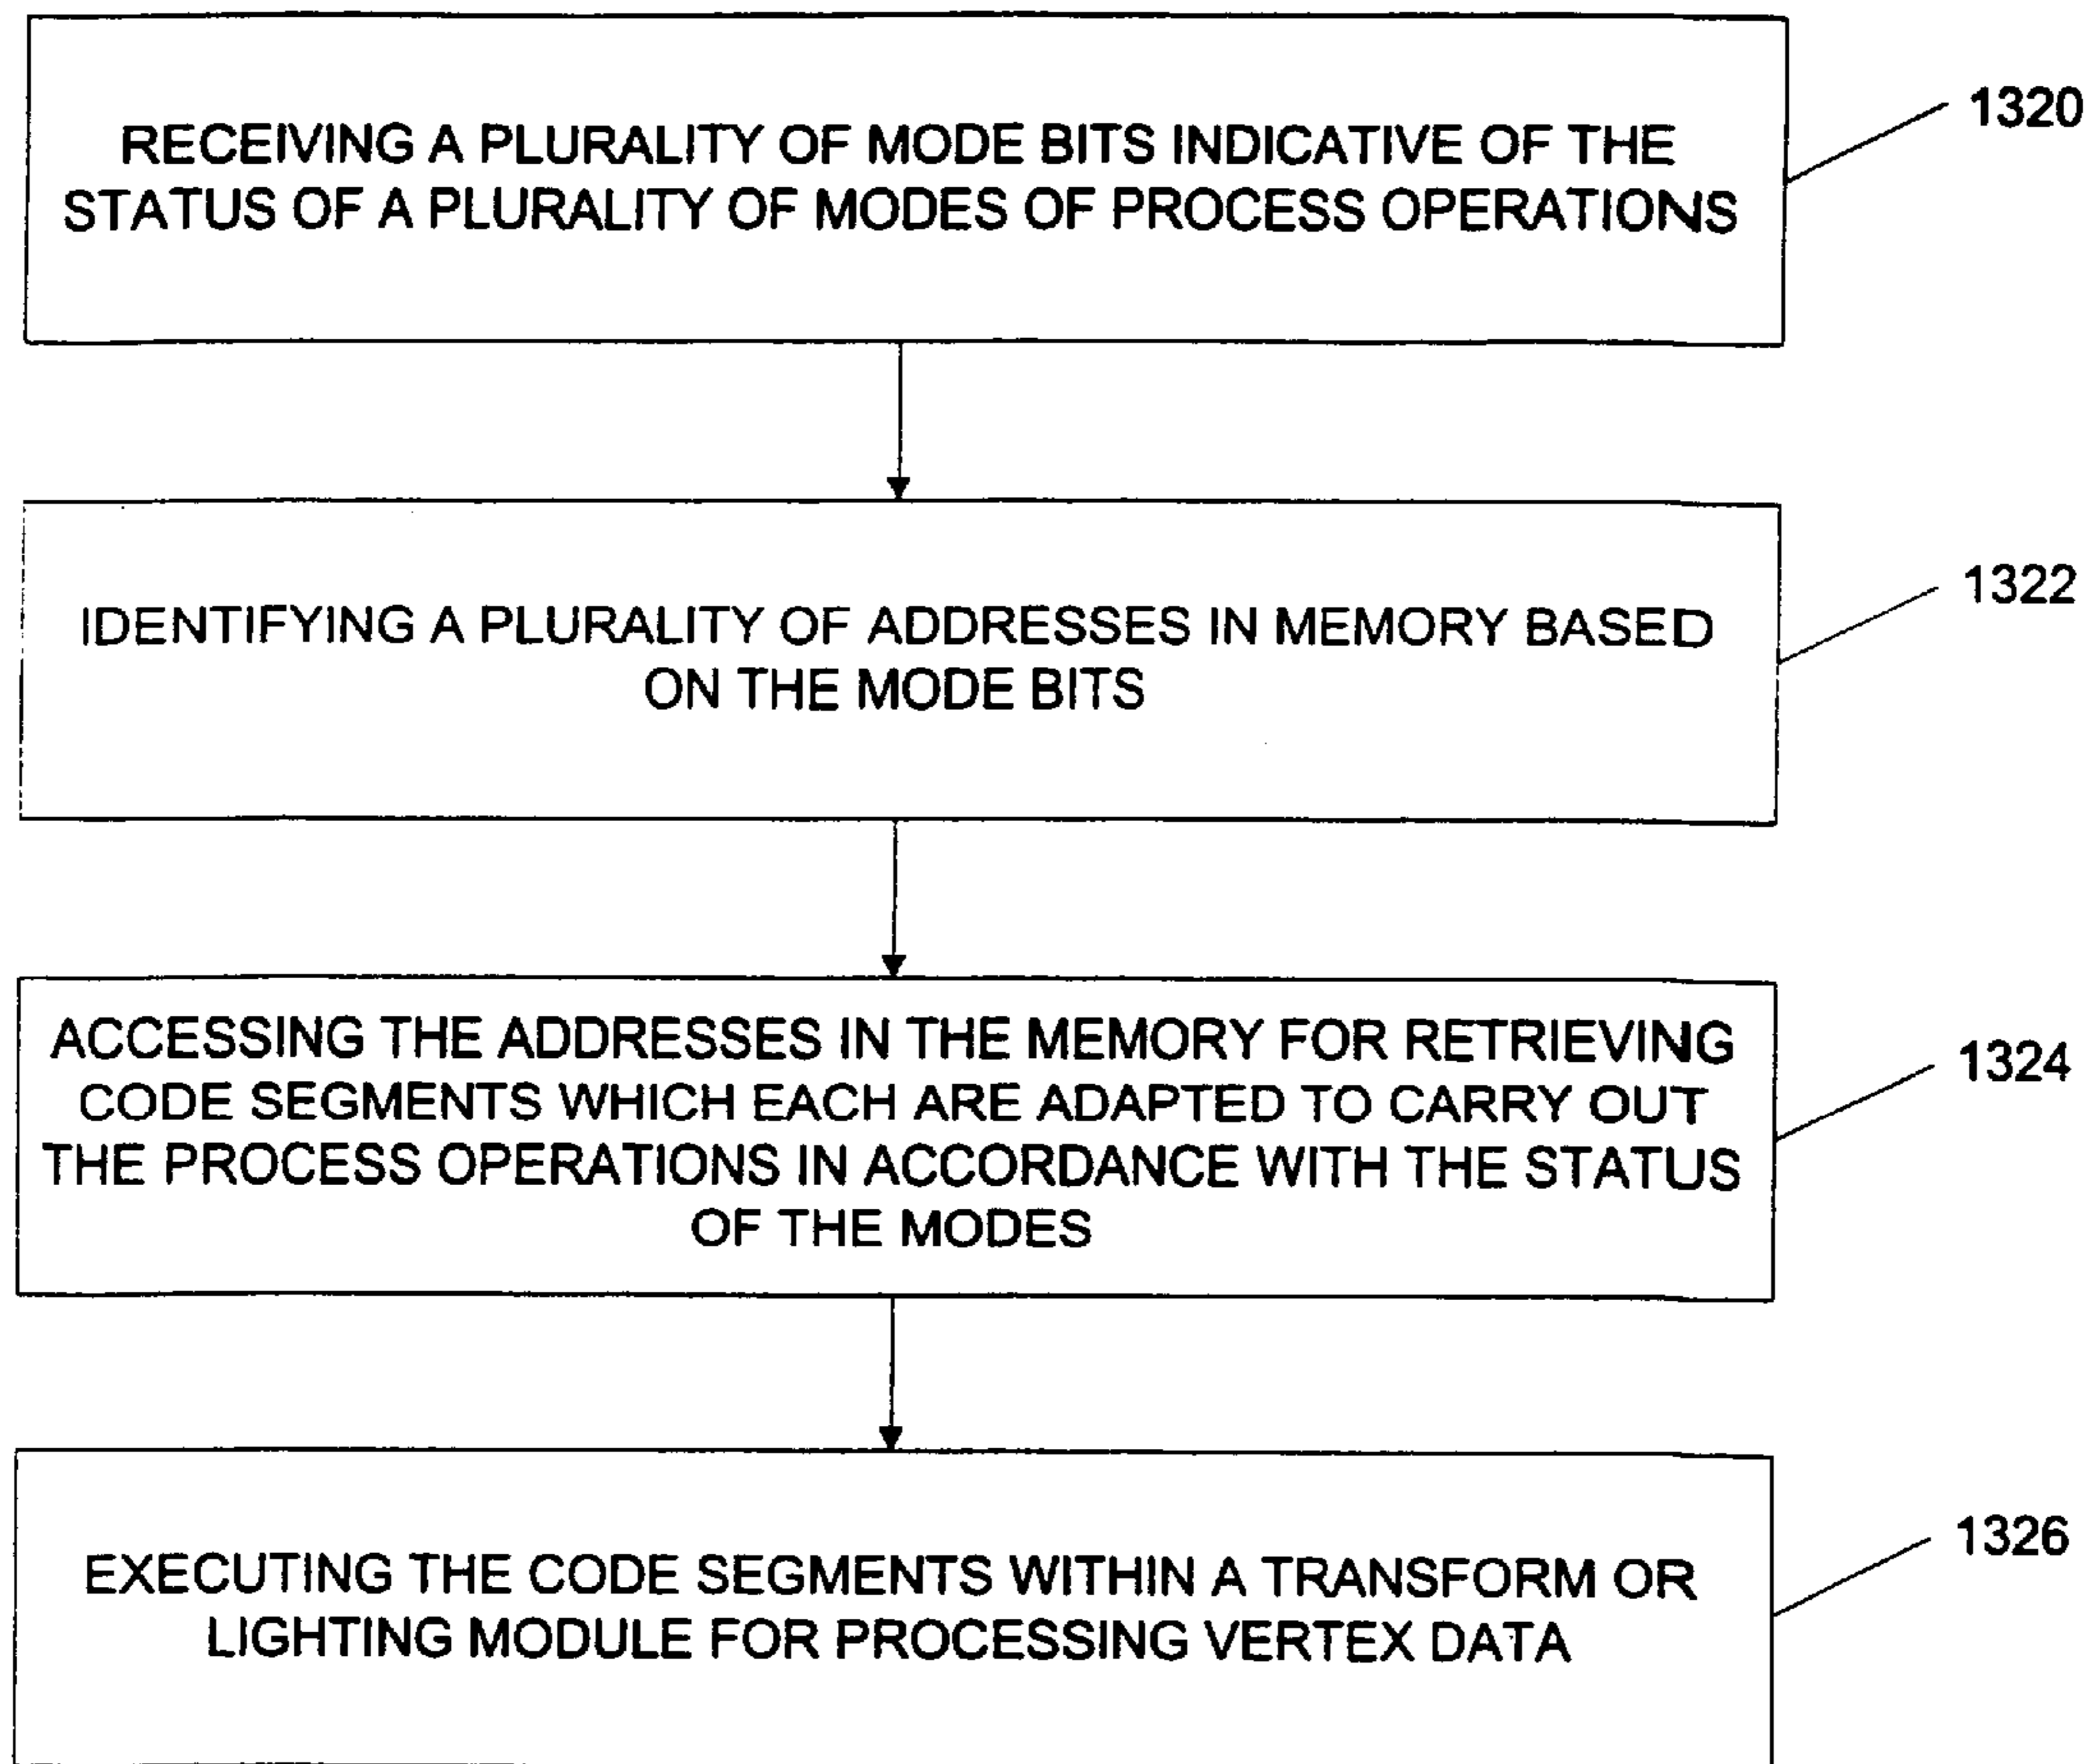 RECEIVING A PLURALITY OF MODE BITS INDICATIVE OF THE
STATUS OF A PLURALITY OF MODES OF PROCESS OPERATIONS
1320
IDENTIFYING A PLURALITY OF ADDRESSES IN MEMORY BASED
ON THE MODE BITS
1322
ACCESSING THE ADDRESSES IN THE MEMORY FOR RETRIEVING
CODE SEGMENTS WHICH EACH ARE ADAPTED TO CARRY OUT
THE PROCESS OPERATIONS IN ACCORDANCE WITH THE STATUS
OF THE MODES
1324
EXECUTING THE CODE SEGMENTS WITHIN A TRANSFORM OR
LIGHTING MODULE FOR PROCESSING VERTEX DATA
1326